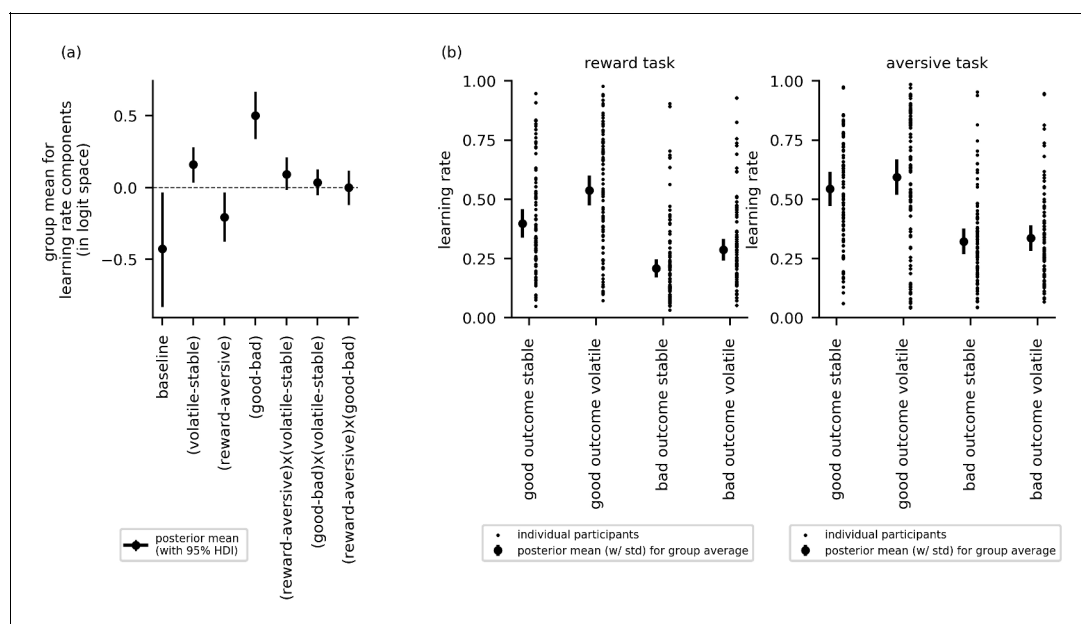 (a)
group mean for
learning rate components
(in logit space)
0.5
0.0
−0.5
baseline
(volatile-stable)
(reward-aversive)
(good-bad)
(reward-aversive)x(volatile-stable)
(good-bad)x(volatile-stable)
(reward-aversive)x(good-bad)
posterior mean
(with 95% HDI)
(b)
reward task
learning rate
1.00
0.75
0.50
0.25
0.00
good outcome stable
good outcome volatile
bad outcome stable
bad outcome volatile
individual participants
posterior mean (w/ std) for group average
aversive task
learning rate
1.00
0.75
0.50
0.25
0.00
good outcome stable
good outcome volatile
bad outcome stable
bad outcome volatile
individual participants
posterior mean (w/ std) for group average